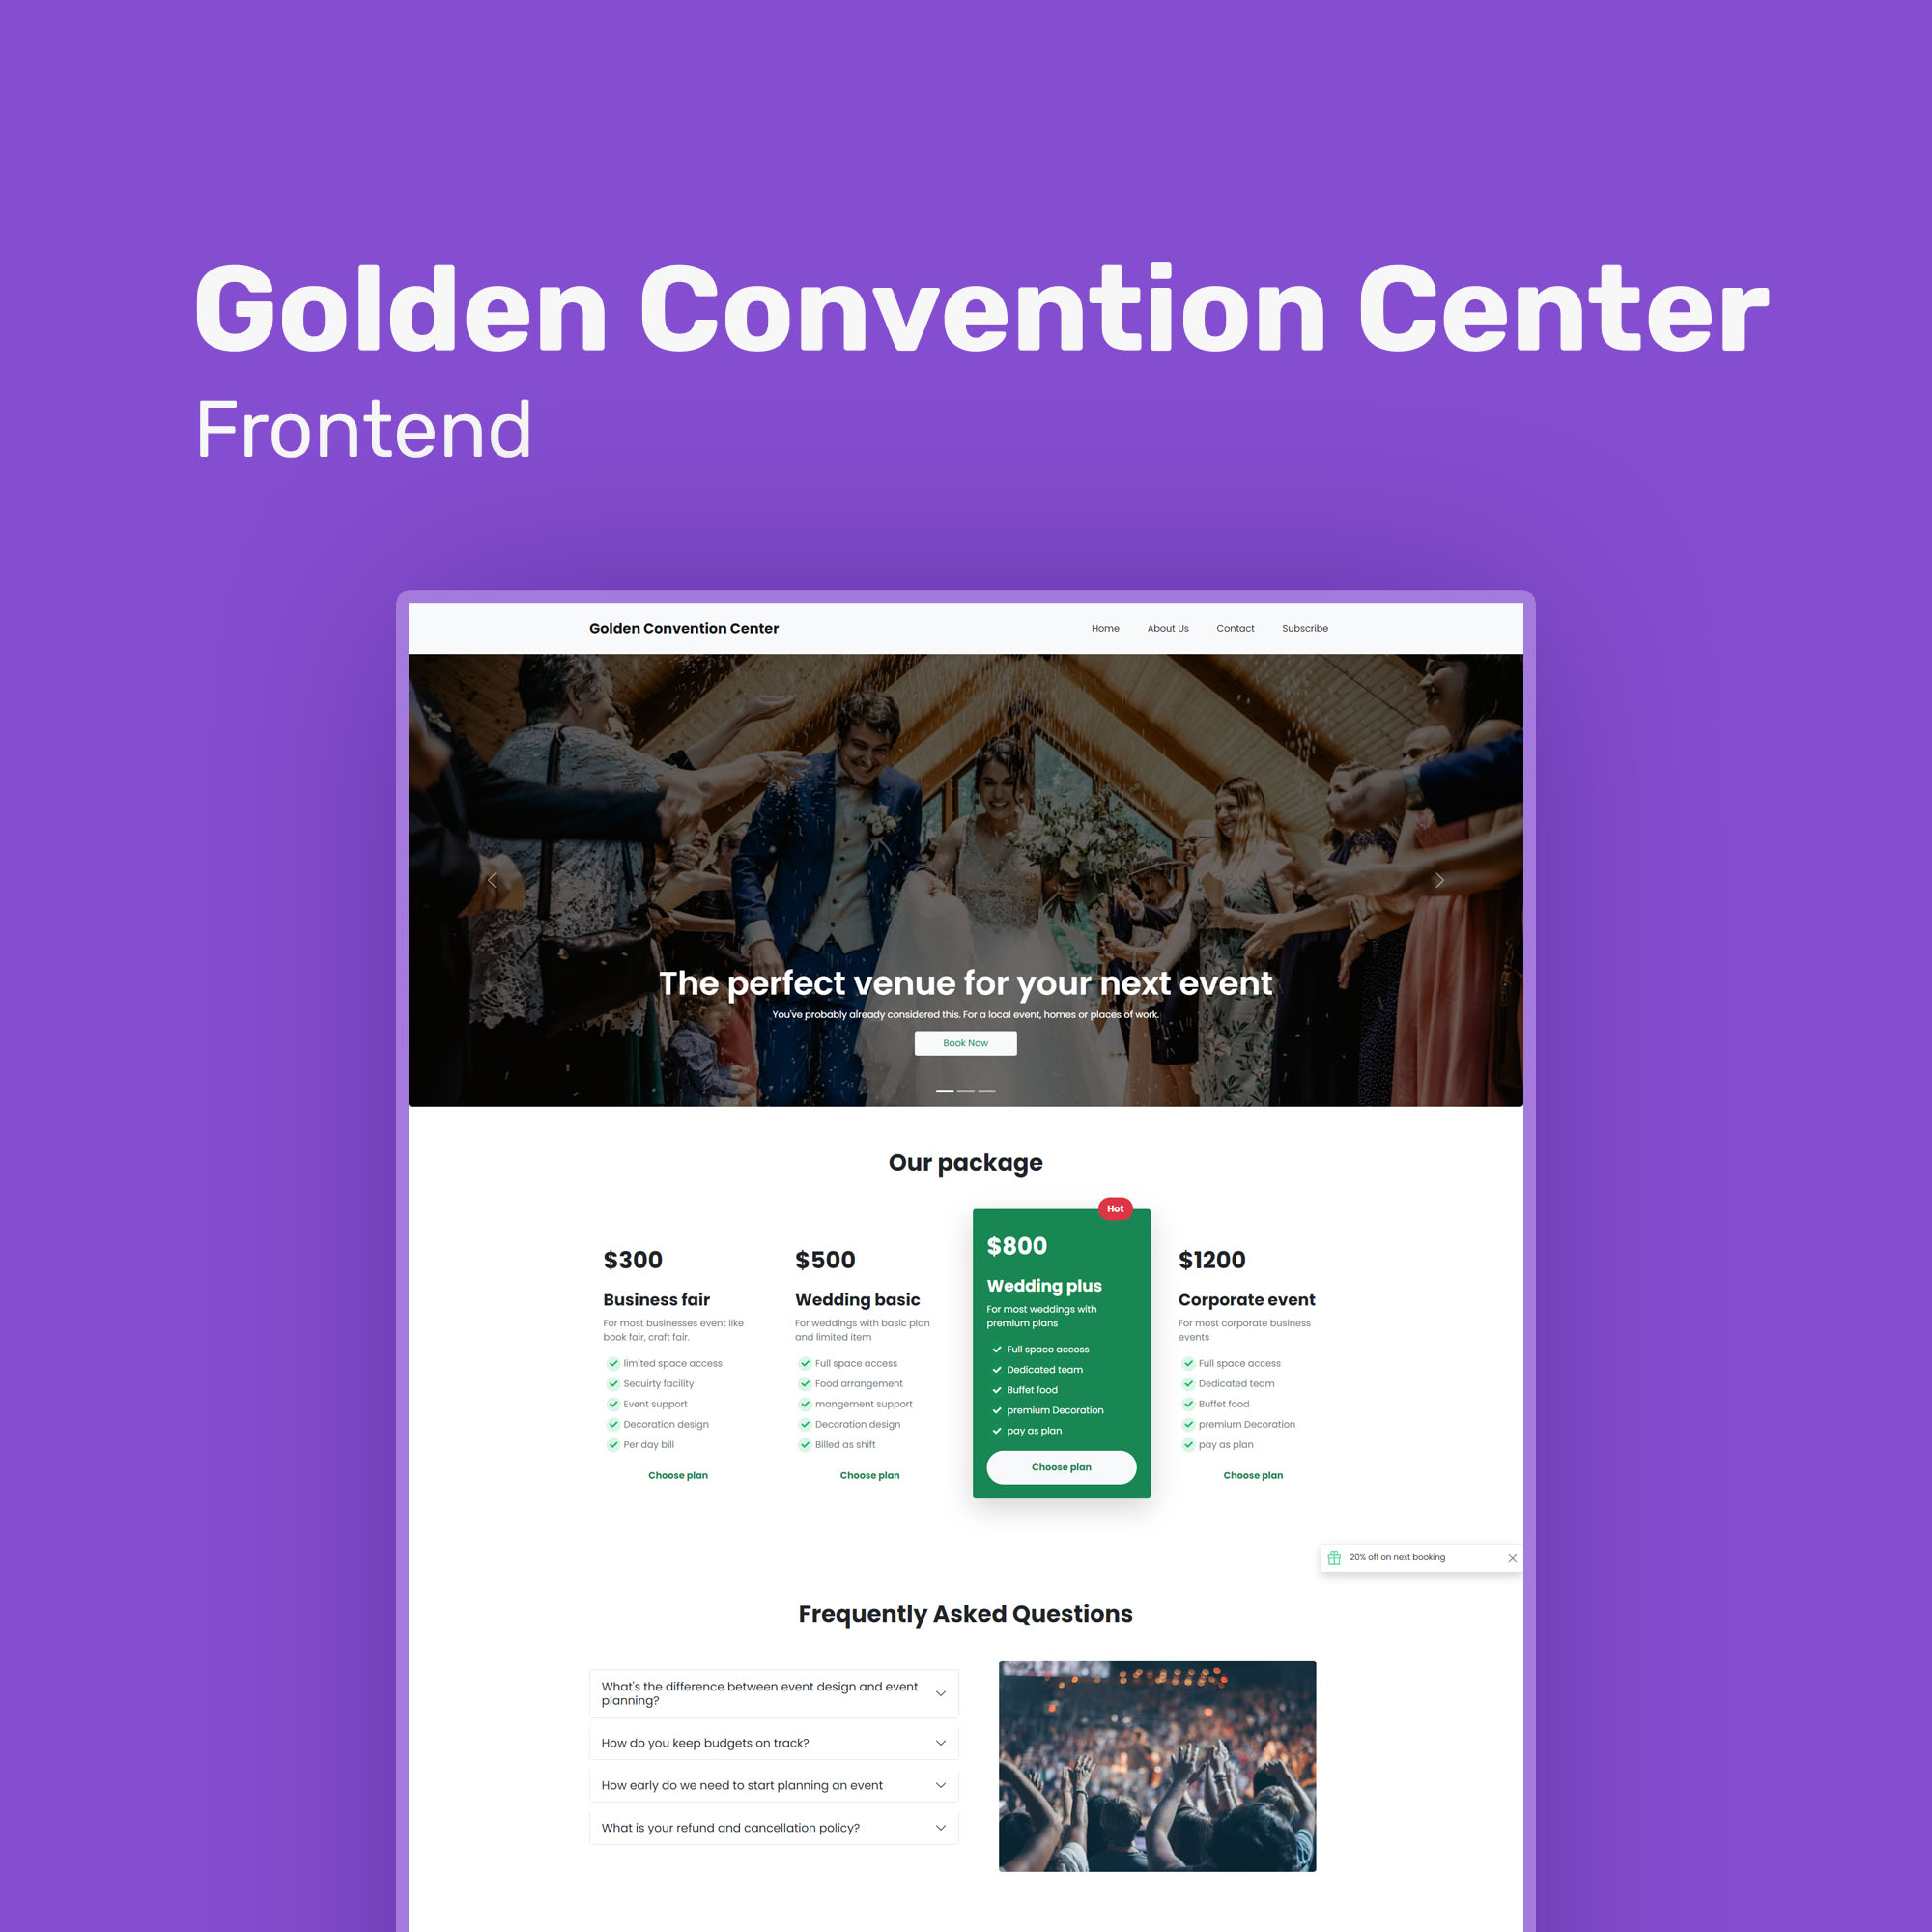 Golden Convention Center
Frontend
Golden Convention Center
Home About Us Contact Subscribe
The perfect venue for your next event
You've probably already considered this. For a local event, homes or places of work.
Book Now
Our package
$300
Business fair
For most businesses event like
book fair, craft fair.
limited space access
Secuirty facility
Event support
Decoration design
Per day bill
Choose plan
$500
Wedding basic
For weddings with basic plan
and limited item
Full space access
Food arrangement
mangement support
Decoration design
Billed as shift
Choose plan
Hot
$800
Wedding plus
For most weddings with
premium plans
Full space access
Dedicated team
Buffet food
premium Decoration
pay as plan
Choose plan
$1200
Corporate event
For most corporate business
events
Full space access
Dedicated team
Buffet food
premium Decoration
pay as plan
Choose plan
20% off on next booking
Frequently Asked Questions
What's the difference between event design and event
planning?
How do you keep budgets on track?
How early do we need to start planning an event
What is your refund and cancellation policy?